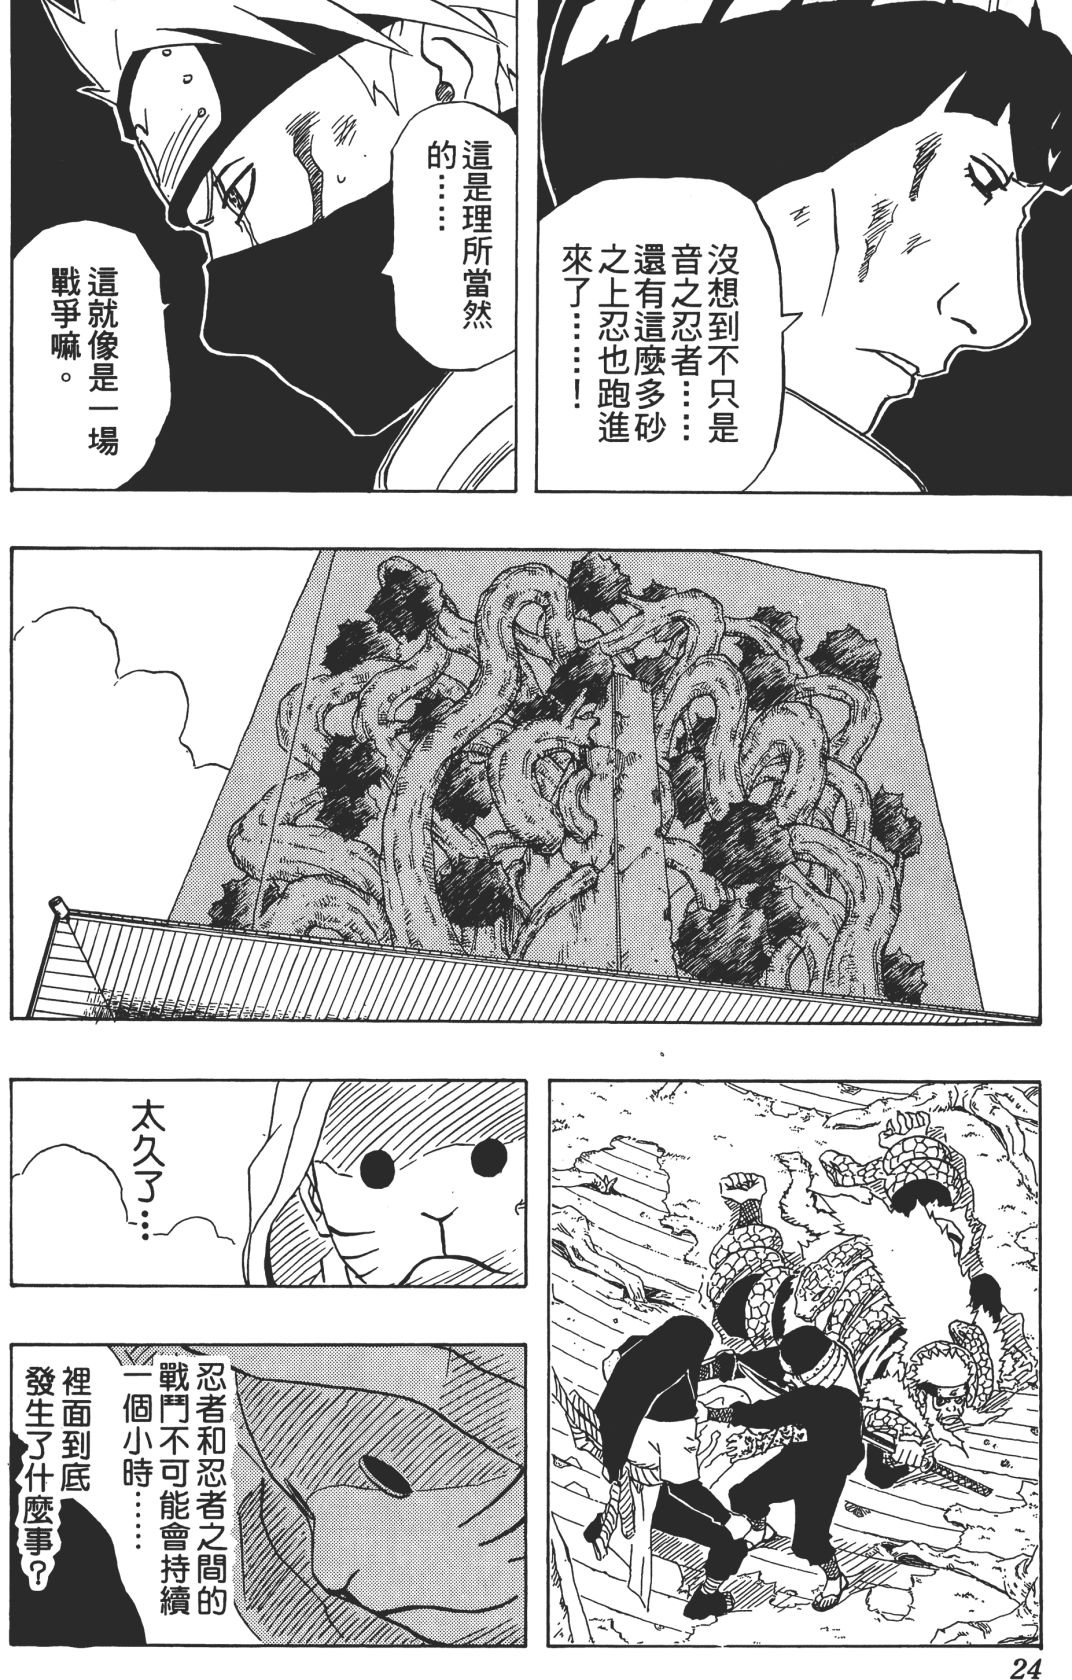 沒想到不只是
音之忍者……
還有這麼多砂
之上忍也跑進
來了……！
這是理所當然
的……
這就像是一場
戰爭嘛。
太久了…
忍者和忍者之間的
戰鬥不可能會持續
一個小時……
裡面到底
發生了什麼事？
24